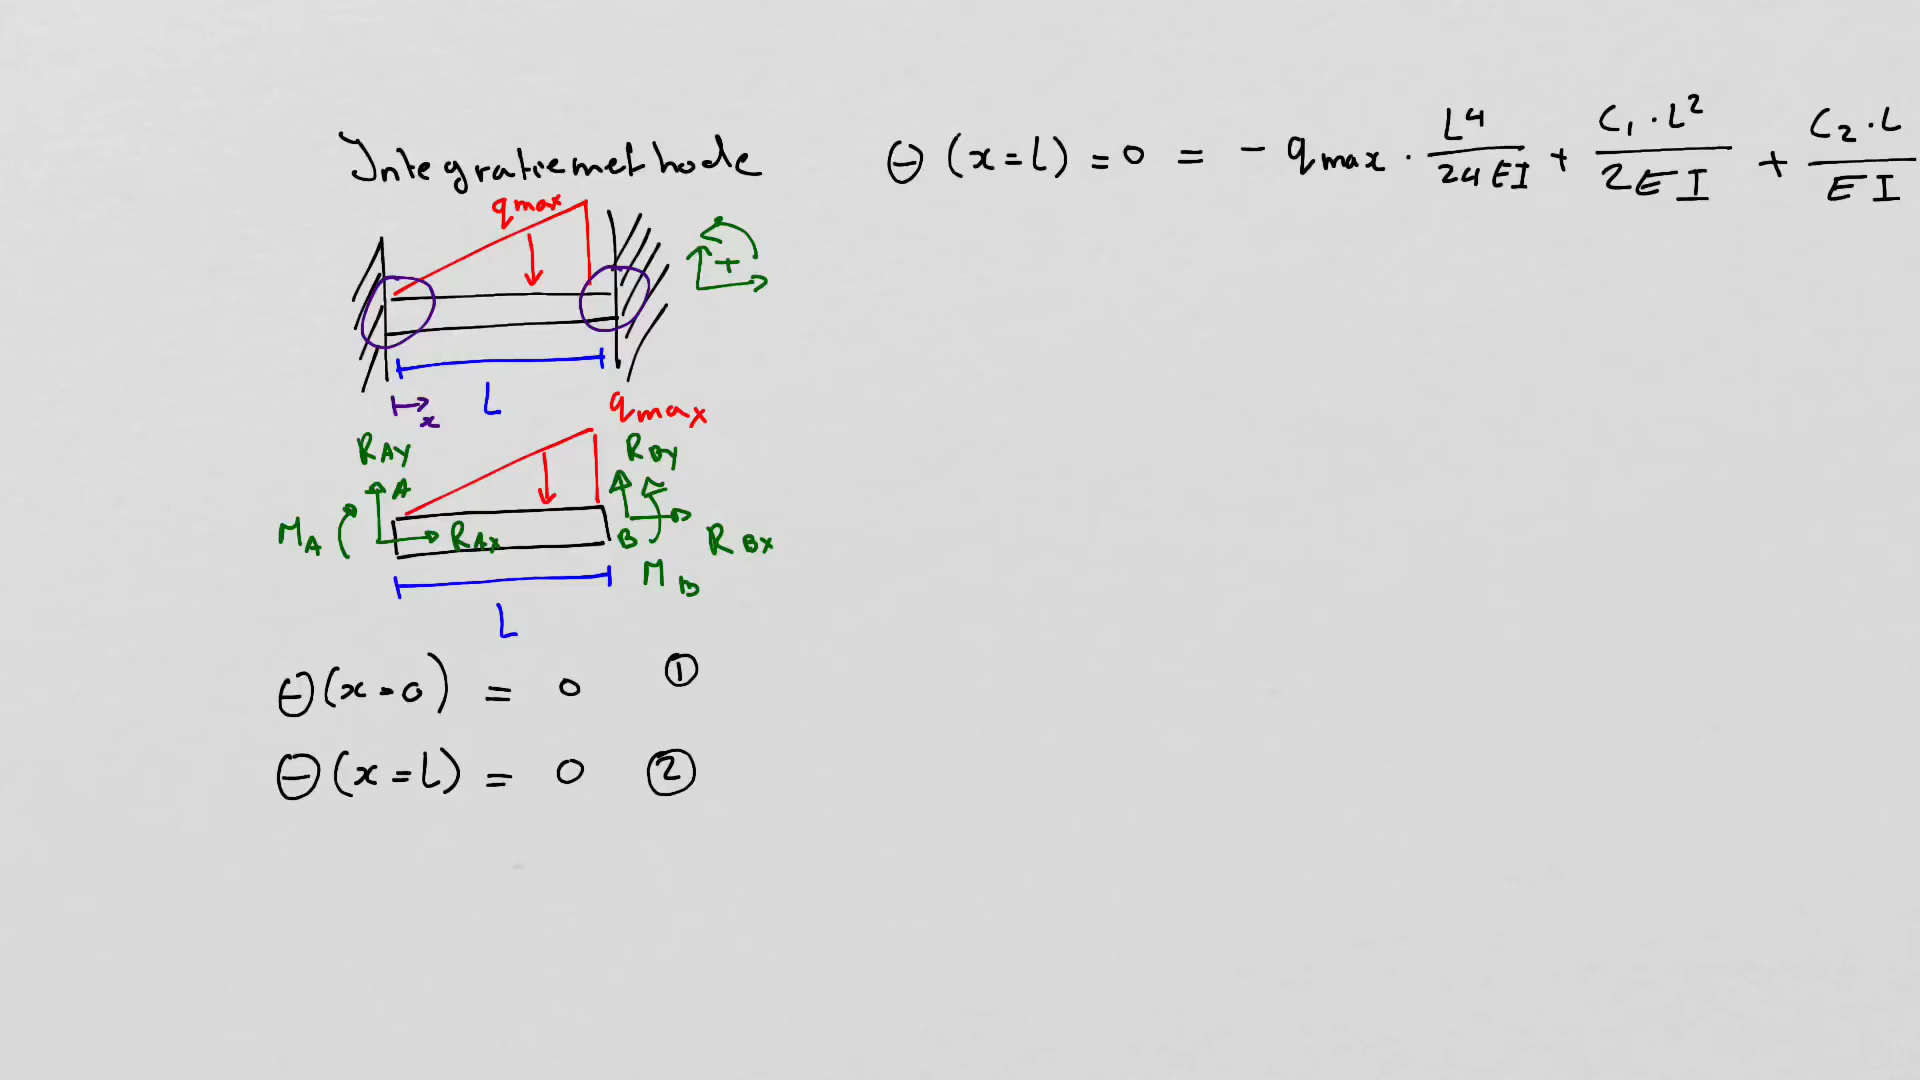 Integratiemethode
qmax
+
L
x
qmax
RAY
RBY
A
MA
RAX
B
RBX
MB
L
θ(x=0) = 0 ①
θ(x=L) = 0 ②
θ (x=L) = 0 = - qmax · L⁴/24EI + C₁·L²/2EI + C₂·L/EI